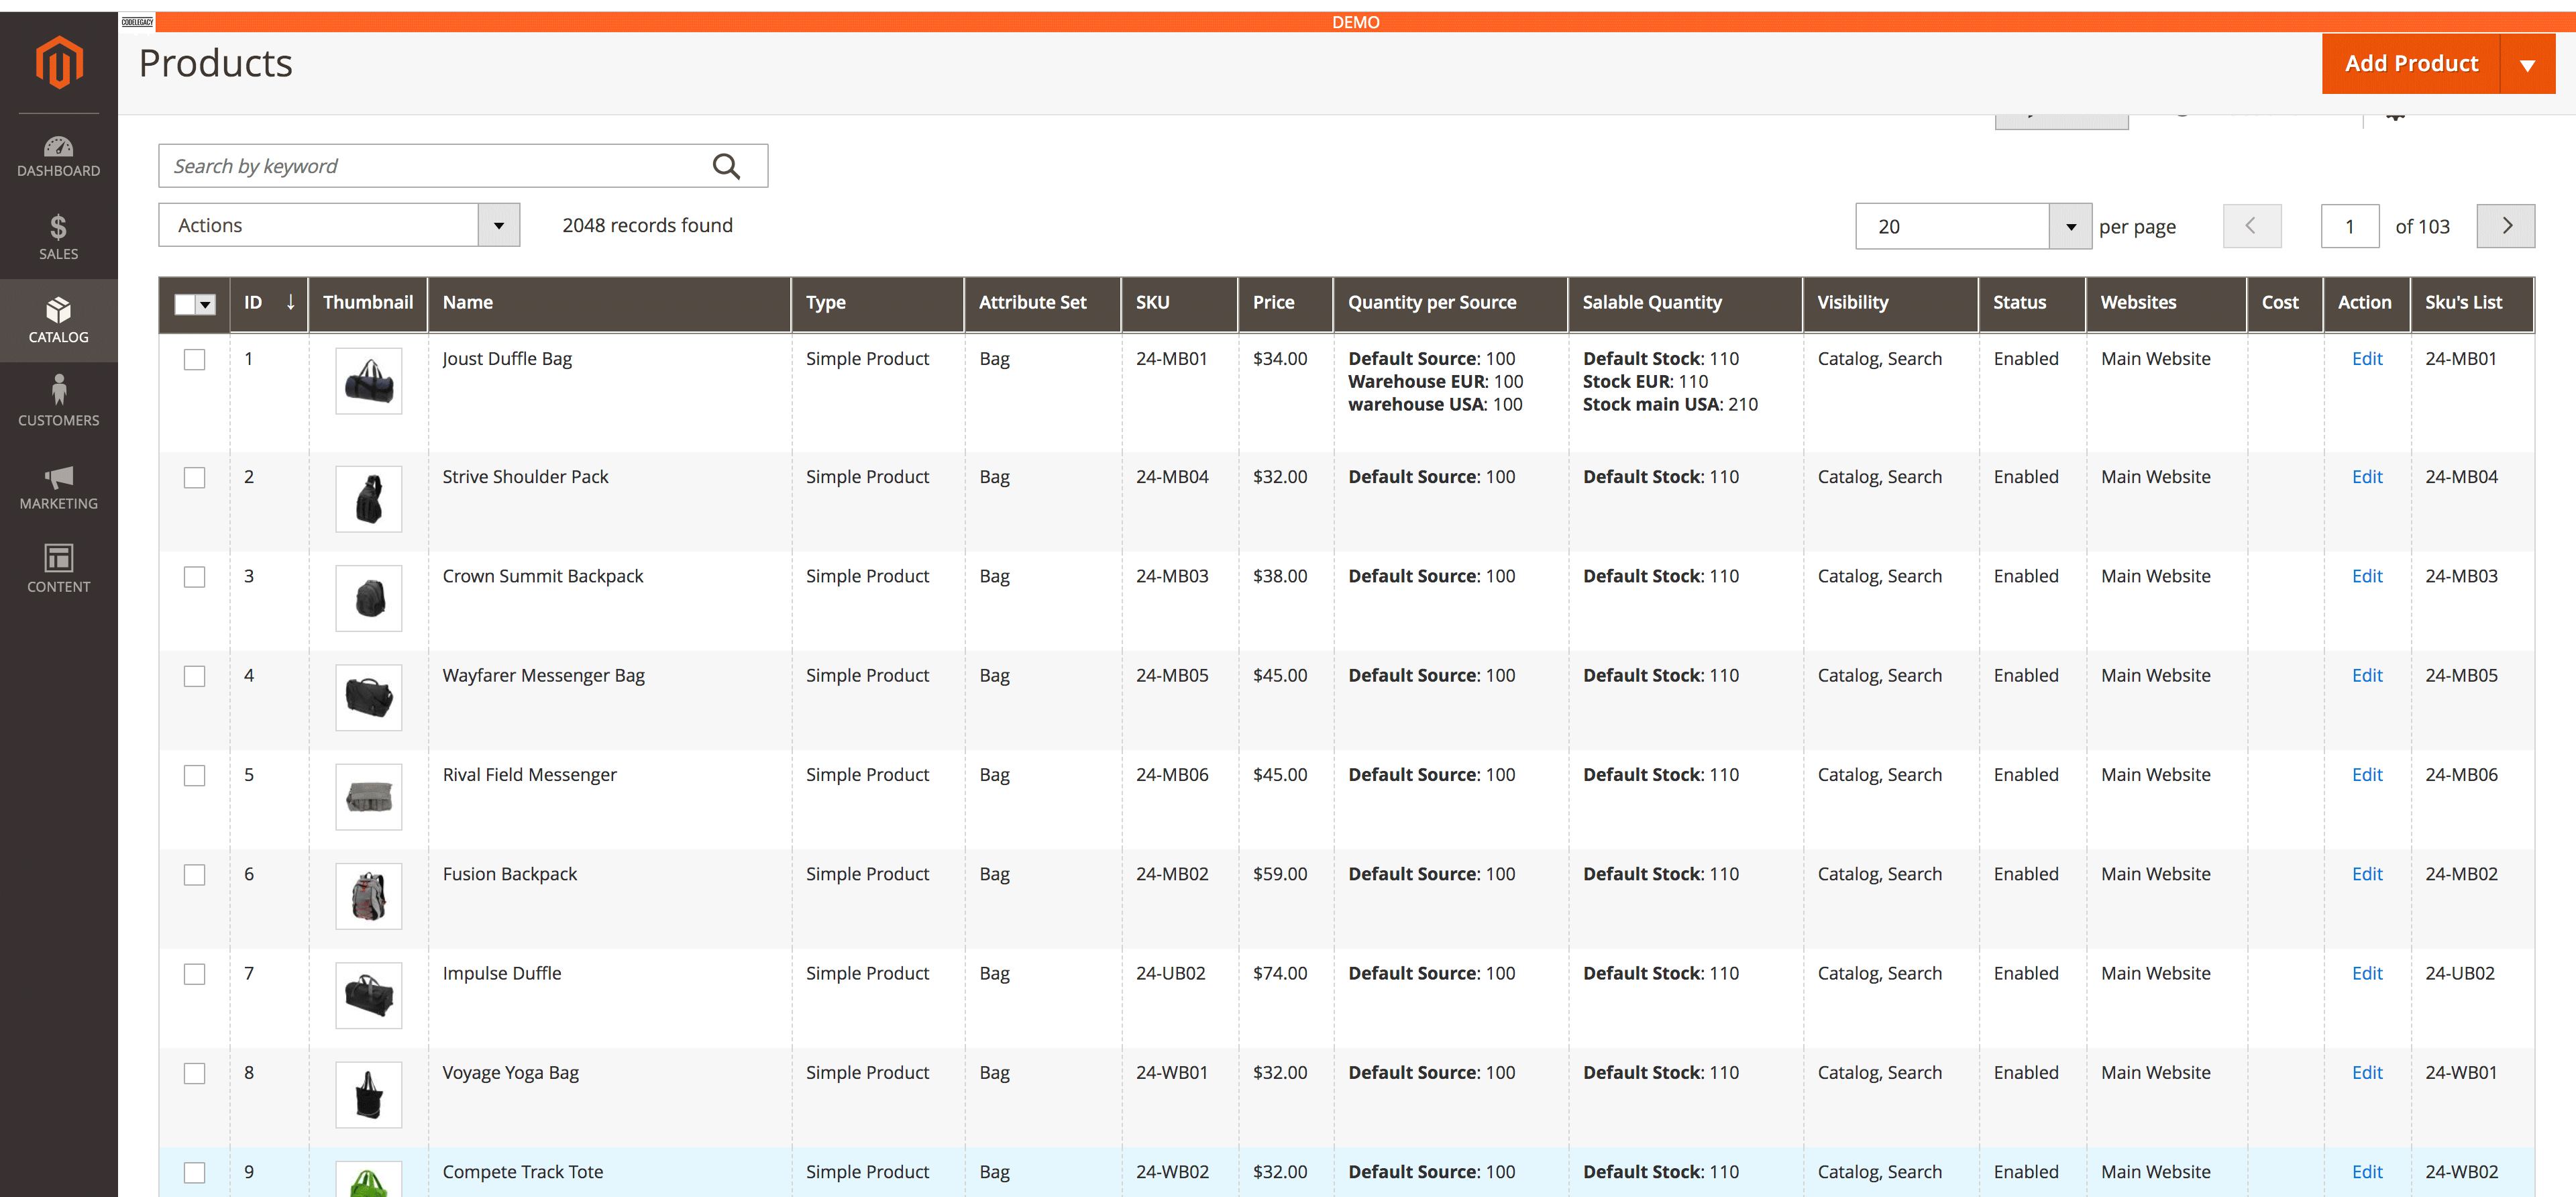 CODELEGACY
DEMO
Products
Add Product
DASHBOARD
SALES
CATALOG
CUSTOMERS
MARKETING
CONTENT
Search by keyword
Actions 2048 records found 20 per page 1 of 103
ID ↓ Thumbnail Name Type Attribute Set SKU Price Quantity per Source Salable Quantity Visibility Status Websites Cost Action Sku's List
1 Joust Duffle Bag Simple Product Bag 24-MB01 $34.00 Default Source: 100 Default Stock: 110 Catalog, Search Enabled Main Website Edit 24-MB01
Warehouse EUR: 100 Stock EUR: 110
warehouse USA: 100 Stock main USA: 210
2 Strive Shoulder Pack Simple Product Bag 24-MB04 $32.00 Default Source: 100 Default Stock: 110 Catalog, Search Enabled Main Website Edit 24-MB04
3 Crown Summit Backpack Simple Product Bag 24-MB03 $38.00 Default Source: 100 Default Stock: 110 Catalog, Search Enabled Main Website Edit 24-MB03
4 Wayfarer Messenger Bag Simple Product Bag 24-MB05 $45.00 Default Source: 100 Default Stock: 110 Catalog, Search Enabled Main Website Edit 24-MB05
5 Rival Field Messenger Simple Product Bag 24-MB06 $45.00 Default Source: 100 Default Stock: 110 Catalog, Search Enabled Main Website Edit 24-MB06
6 Fusion Backpack Simple Product Bag 24-MB02 $59.00 Default Source: 100 Default Stock: 110 Catalog, Search Enabled Main Website Edit 24-MB02
7 Impulse Duffle Simple Product Bag 24-UB02 $74.00 Default Source: 100 Default Stock: 110 Catalog, Search Enabled Main Website Edit 24-UB02
8 Voyage Yoga Bag Simple Product Bag 24-WB01 $32.00 Default Source: 100 Default Stock: 110 Catalog, Search Enabled Main Website Edit 24-WB01
9 Compete Track Tote Simple Product Bag 24-WB02 $32.00 Default Source: 100 Default Stock: 110 Catalog, Search Enabled Main Website Edit 24-WB02